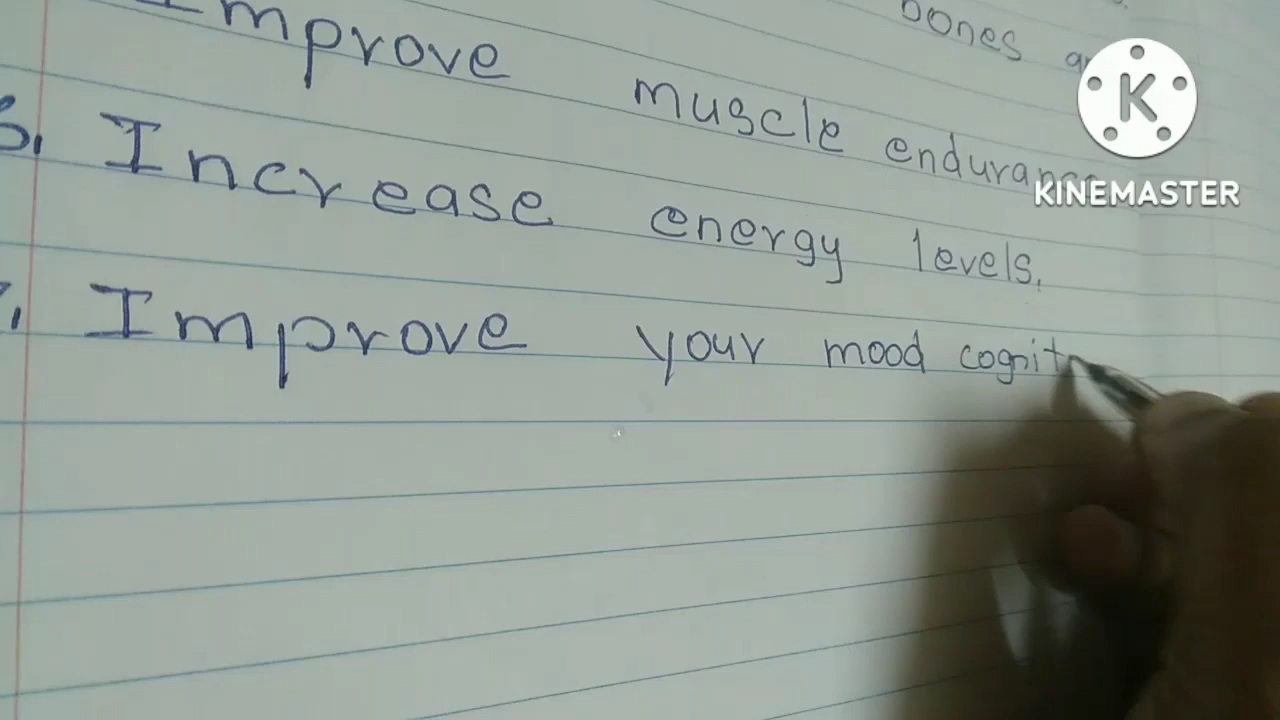 bones
Improve muscle endurance
6. Increase energy levels.
7. Improve your mood cognit
KINEMASTER